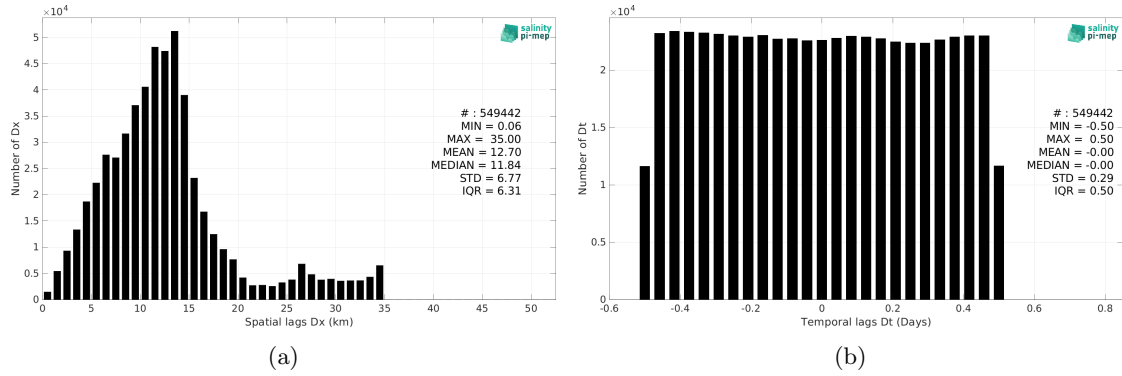 ×10⁴
5
4.5
4
3.5
3
2.5
2
1.5
1
0.5
0
Number of Dx
0 5 10 15 20 25 30 35 40 45 50
Spatial lags Dx (km)
salinity
pi-mep
# : 549442
MIN = 0.06
MAX = 35.00
MEAN = 12.70
MEDIAN = 11.84
STD = 6.77
IQR = 6.31
(a)
×10⁴
2
1.5
1
0.5
0
Number of Dt
-0.6 -0.4 -0.2 0 0.2 0.4 0.6 0.8
Temporal lags Dt (Days)
salinity
pi-mep
# : 549442
MIN = -0.50
MAX = 0.50
MEAN = -0.00
MEDIAN = -0.00
STD = 0.29
IQR = 0.50
(b)